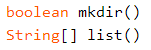 boolean mkdir()
String[] list()